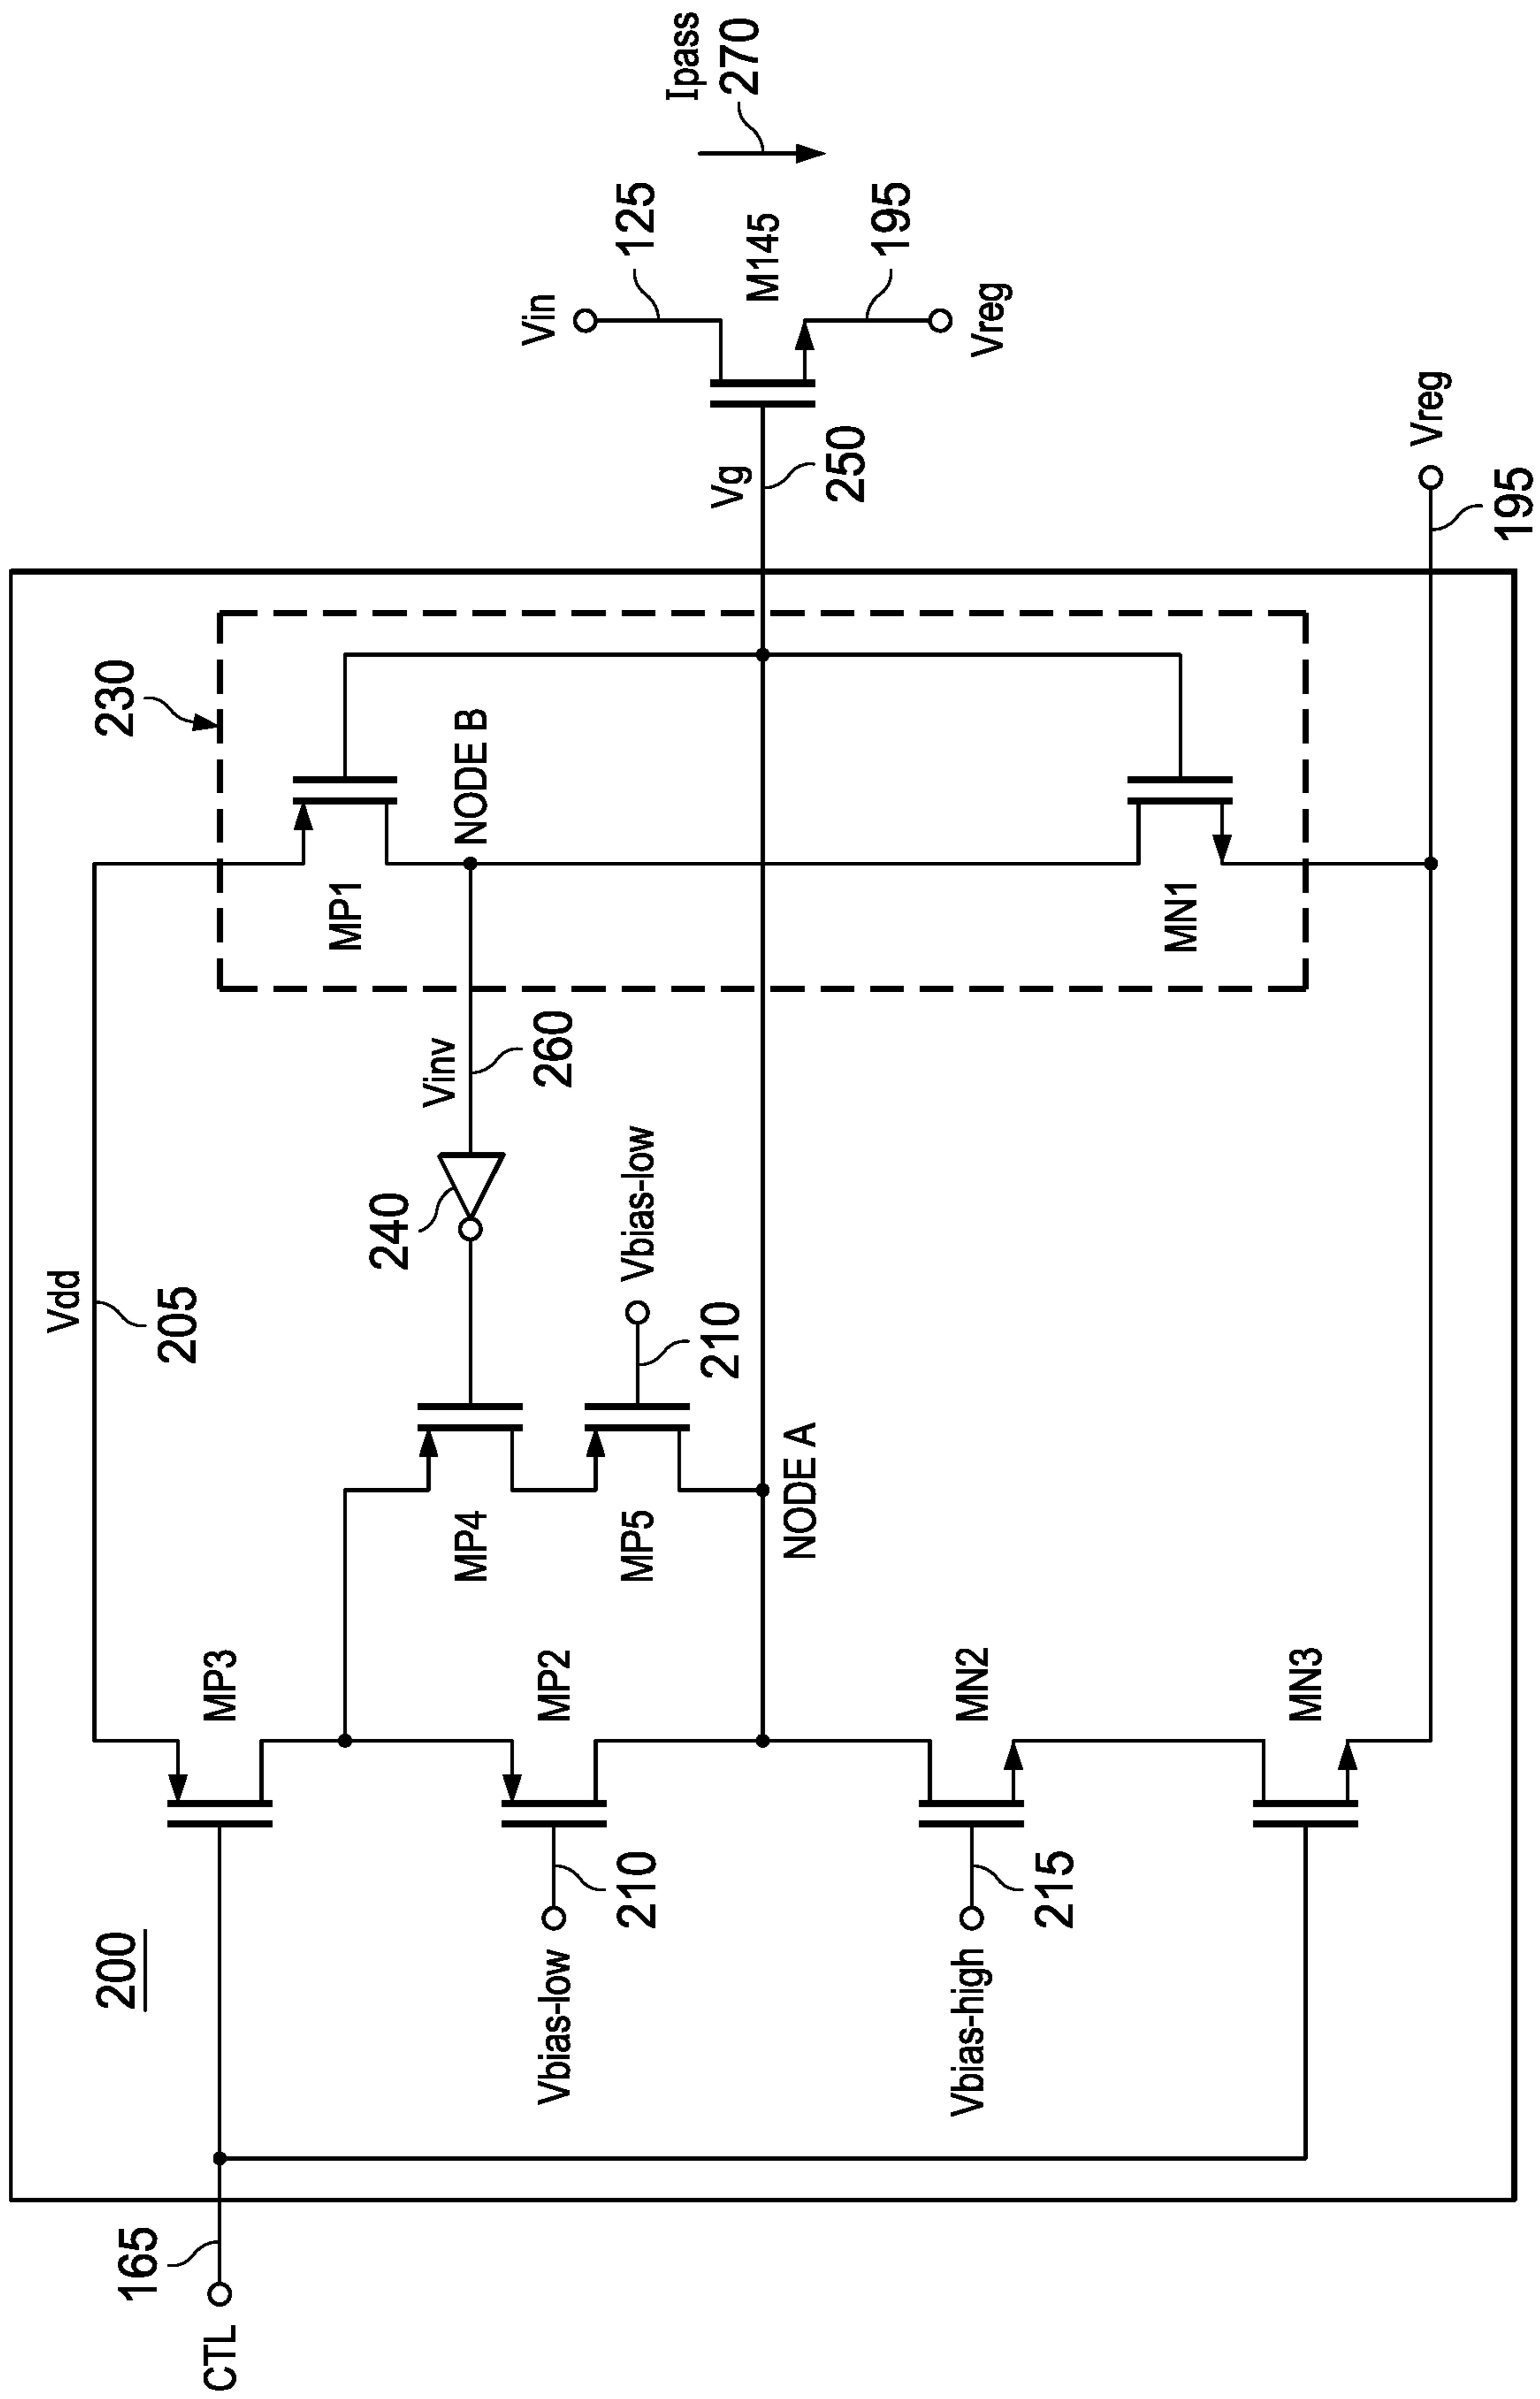 200
CTL
165
Vdd
205
MP3
MP2
Vbias-low
210
MP4
MP5
Vbias-low
210
240
Vinv
260
230
MP1
NODE B
NODE A
MN2
Vbias-high
215
MN3
MN1
Vg
250
Vin
125
M145
Ipass
270
195
Vreg
Vreg
195